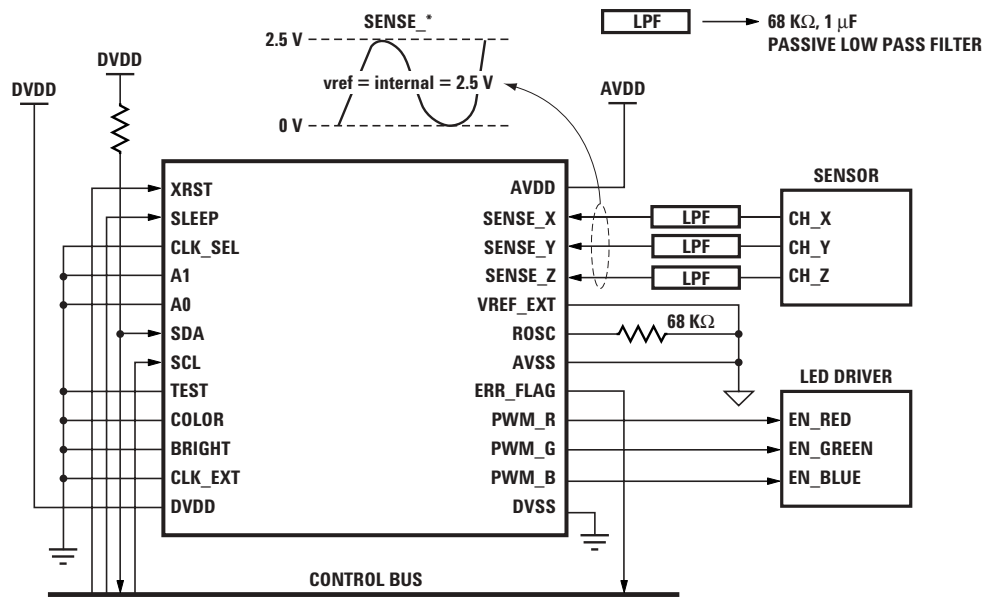 SENSE_*
2.5 V
vref = internal = 2.5 V
0 V
LPF
68 KΩ, 1 μF
PASSIVE LOW PASS FILTER
DVDD
DVDD
AVDD
XRST
SLEEP
CLK_SEL
A1
A0
SDA
SCL
TEST
COLOR
BRIGHT
CLK_EXT
DVDD
AVDD
SENSE_X
SENSE_Y
SENSE_Z
VREF_EXT
ROSC
AVSS
ERR_FLAG
PWM_R
PWM_G
PWM_B
DVSS
LPF
LPF
LPF
68 KΩ
SENSOR
CH_X
CH_Y
CH_Z
LED DRIVER
EN_RED
EN_GREEN
EN_BLUE
CONTROL BUS